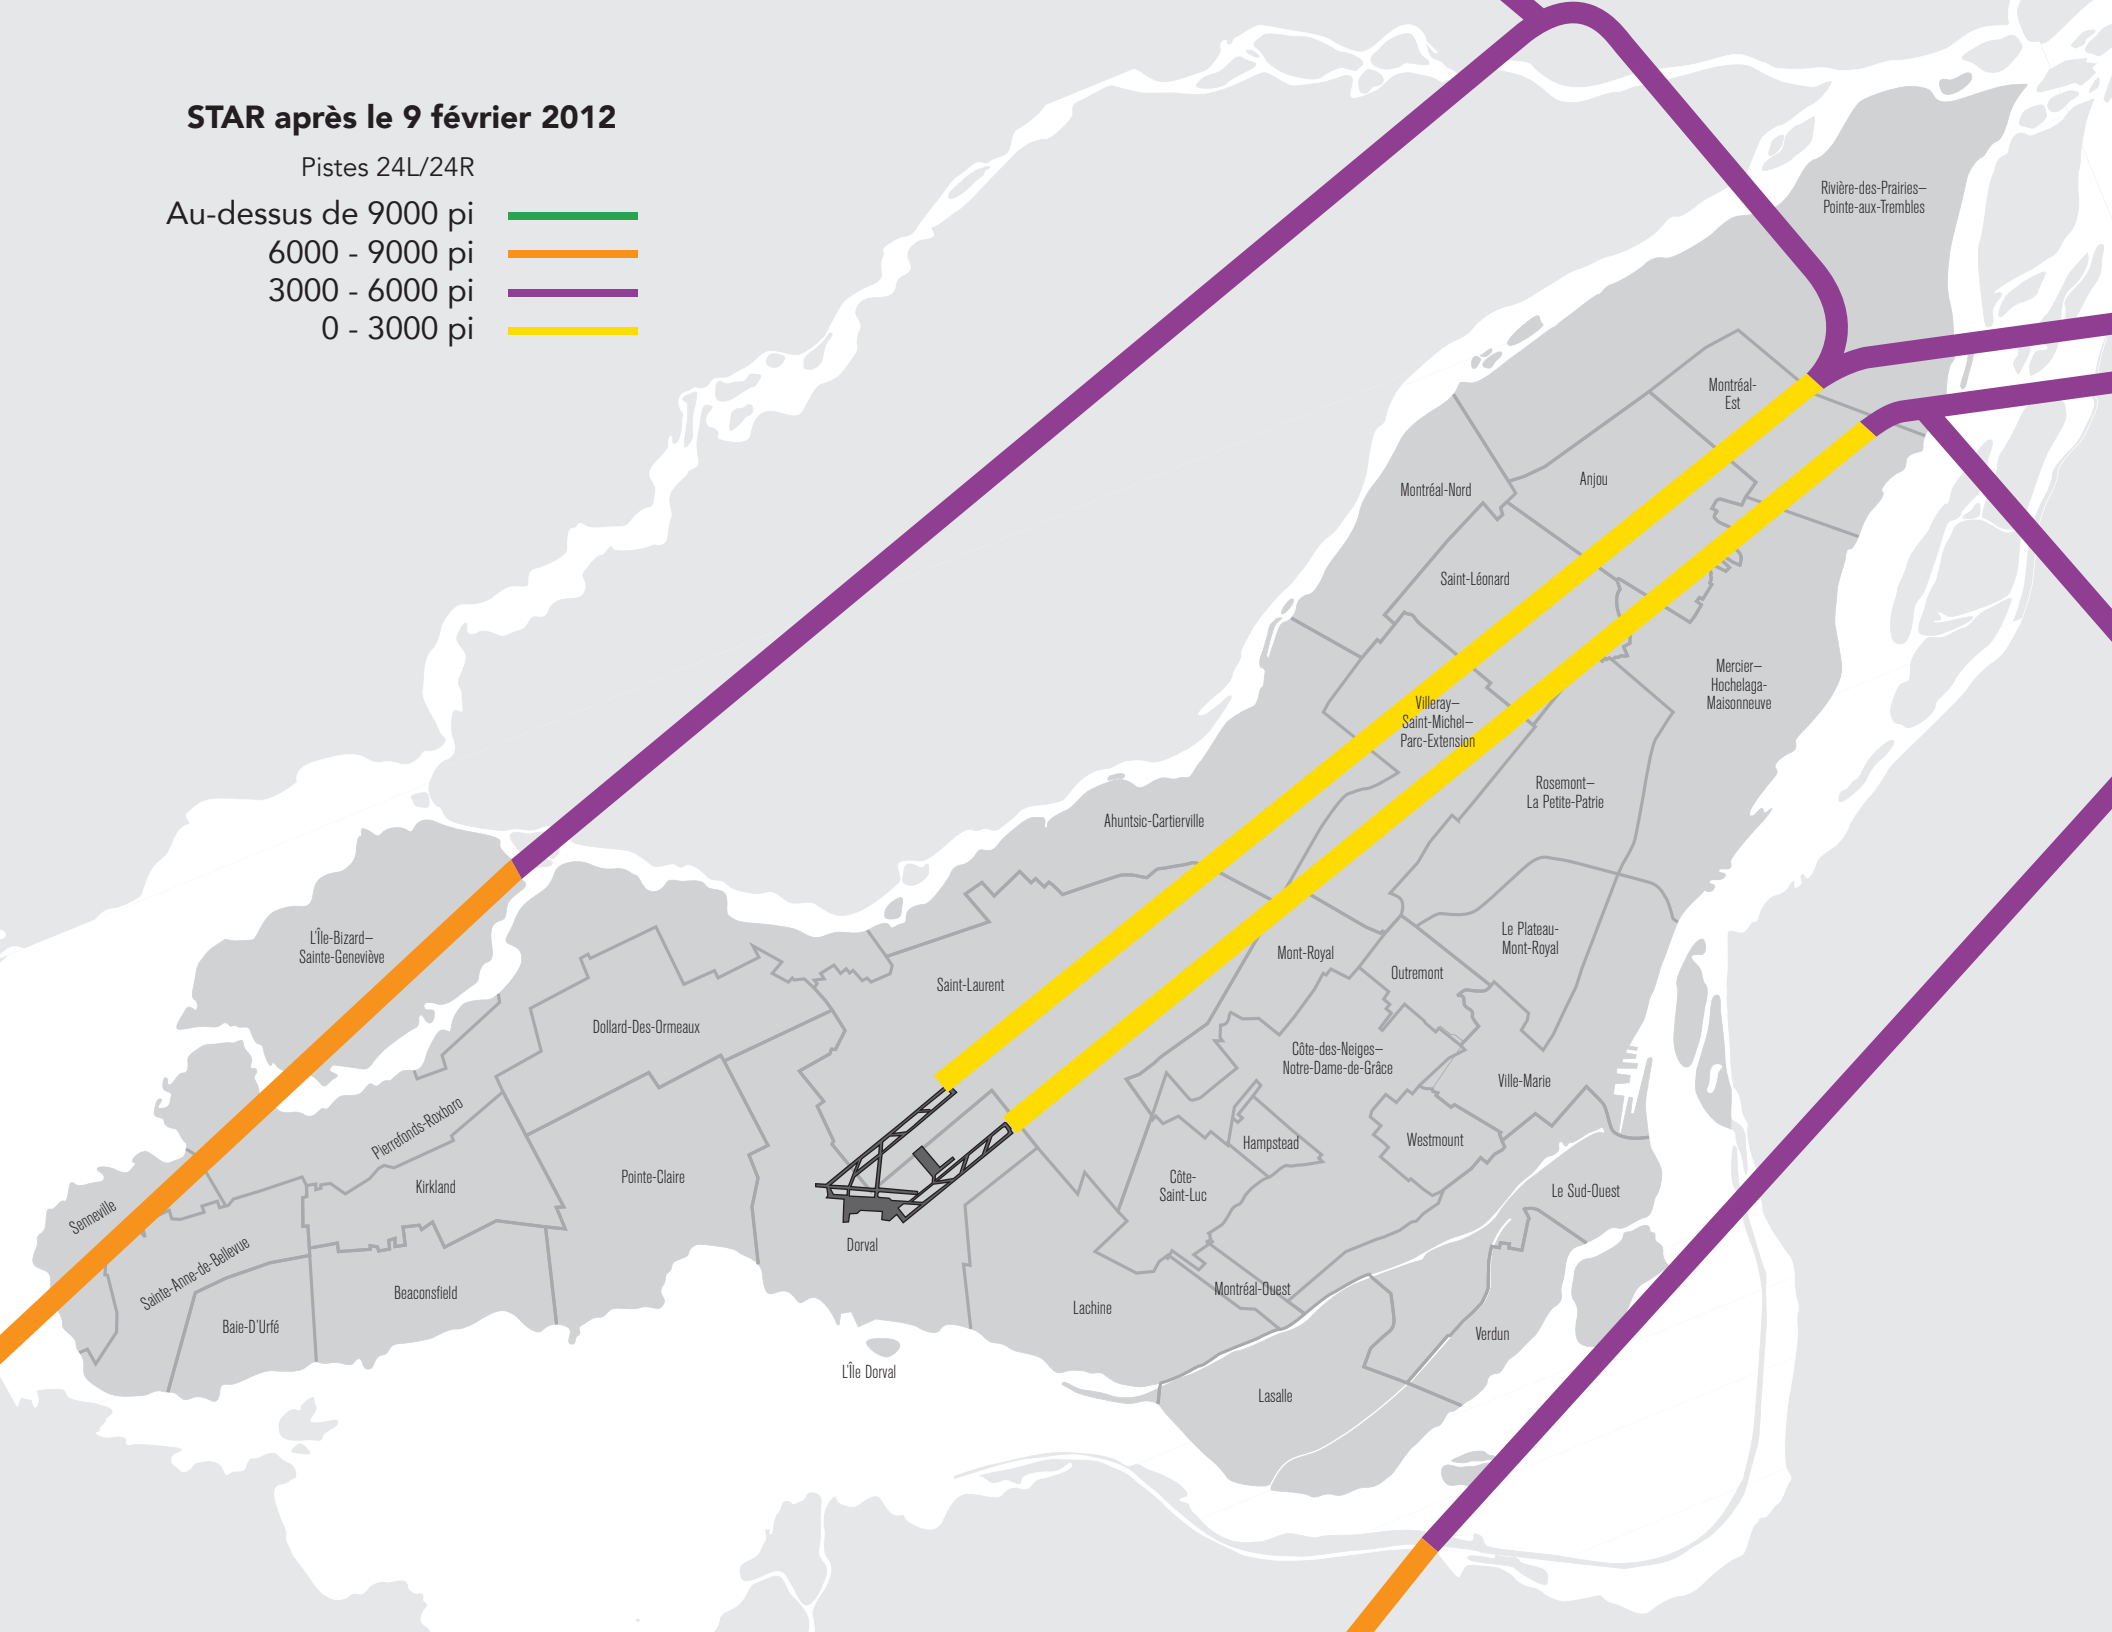 STAR après le 9 février 2012
Pistes 24L/24R
Au-dessus de 9000 pi
6000 - 9000 pi
3000 - 6000 pi
0 - 3000 pi
Rivière-des-Prairies–
Pointe-aux-Trembles
Montréal-
Est
Anjou
Montréal-Nord
Saint-Léonard
Mercier–
Hochelaga-
Maisonneuve
Villeray–
Saint-Michel–
Parc-Extension
Rosemont–
La Petite-Patrie
Ahuntsic-Cartierville
L'Île-Bizard–
Sainte-Geneviève
Le Plateau-
Mont-Royal
Mont-Royal
Outremont
Saint-Laurent
Dollard-Des-Ormeaux
Côte-des-Neiges–
Notre-Dame-de-Grâce
Ville-Marie
Pierrefonds-Roxboro
Hampstead
Westmount
Pointe-Claire
Kirkland
Côte-
Saint-Luc
Le Sud-Ouest
Senneville
Dorval
Sainte-Anne-de-Bellevue
Montréal-Ouest
Beaconsfield
Lachine
Baie-D'Urfé
Verdun
L'Île Dorval
Lasalle